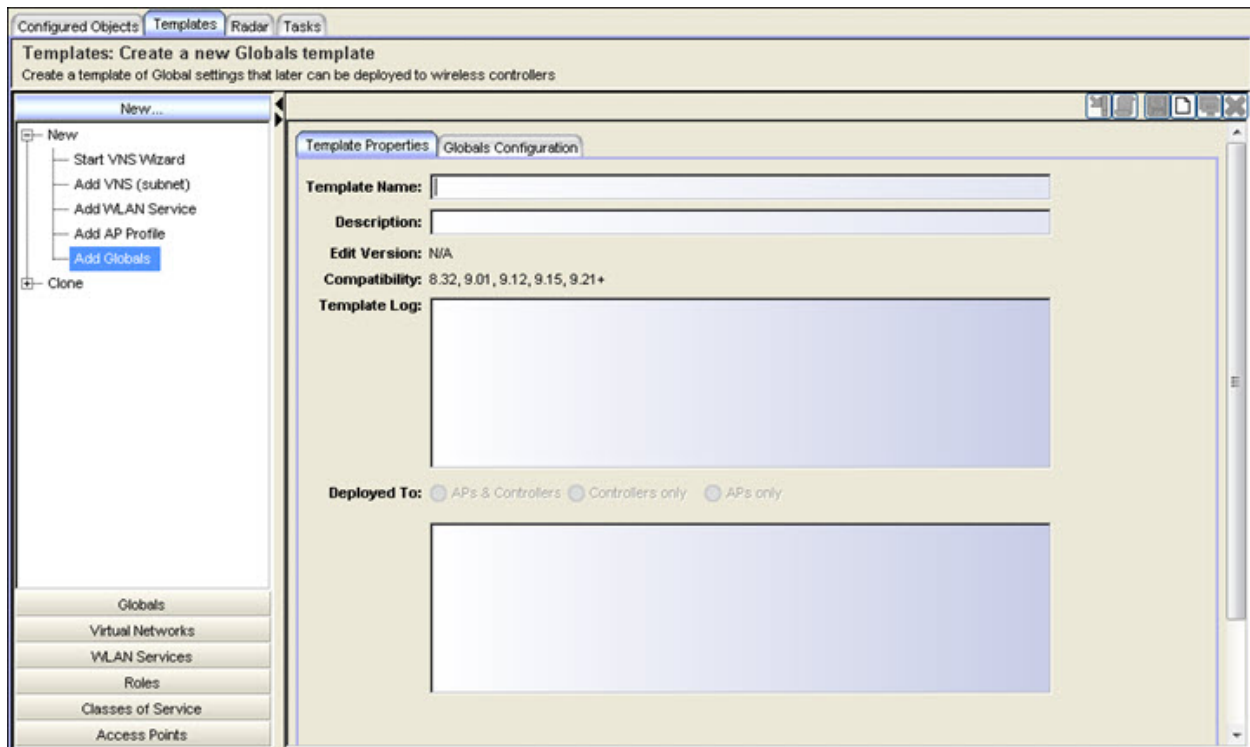 Configured Objects Templates Radar Tasks
Templates: Create a new Globals template
Create a template of Global settings that later can be deployed to wireless controllers
New...
New
Start VNS Wizard
Add VNS (subnet)
Add WLAN Service
Add AP Profile
Add Globals
Clone
Globals
Virtual Networks
WLAN Services
Roles
Classes of Service
Access Points
Template Properties Globals Configuration
Template Name:
Description:
Edit Version: N/A
Compatibility: 8.32, 9.01, 9.12, 9.15, 9.21+
Template Log:
Deployed To: APs & Controllers Controllers only APs only